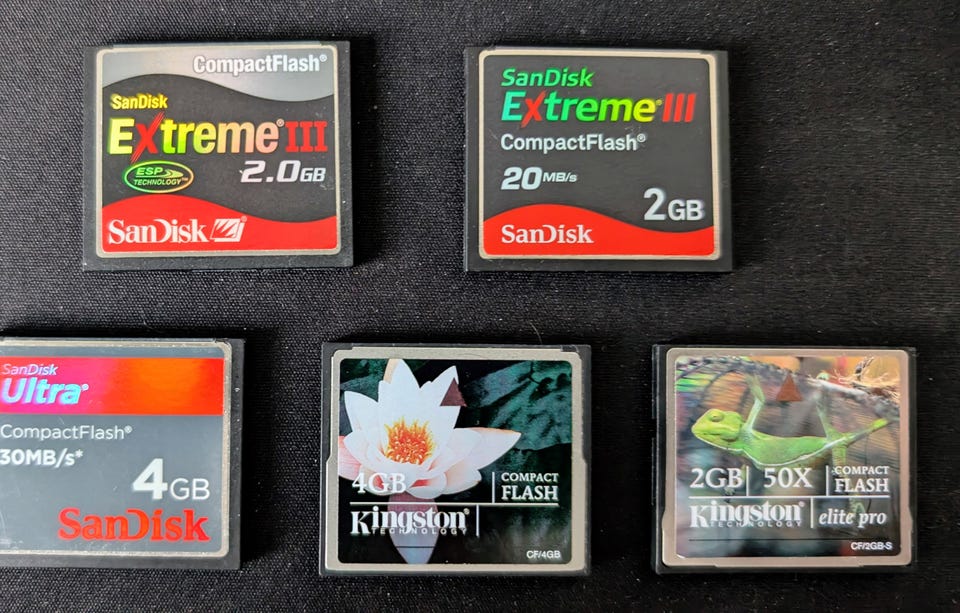 CompactFlash®
SanDisk
Extreme® III
ESP
TECHNOLOGY™
2.0GB
SanDisk
SanDisk
Extreme® III
CompactFlash®
20MB/s
2GB
SanDisk
SanDisk
Ultra®
CompactFlash®
30MB/s*
4GB
SanDisk
4GB
COMPACT
FLASH
Kingston®
TECHNOLOGY
CF/4GB
2GB 50X
COMPACT
FLASH
Kingston®
TECHNOLOGY
elite pro
CF/2GB-S